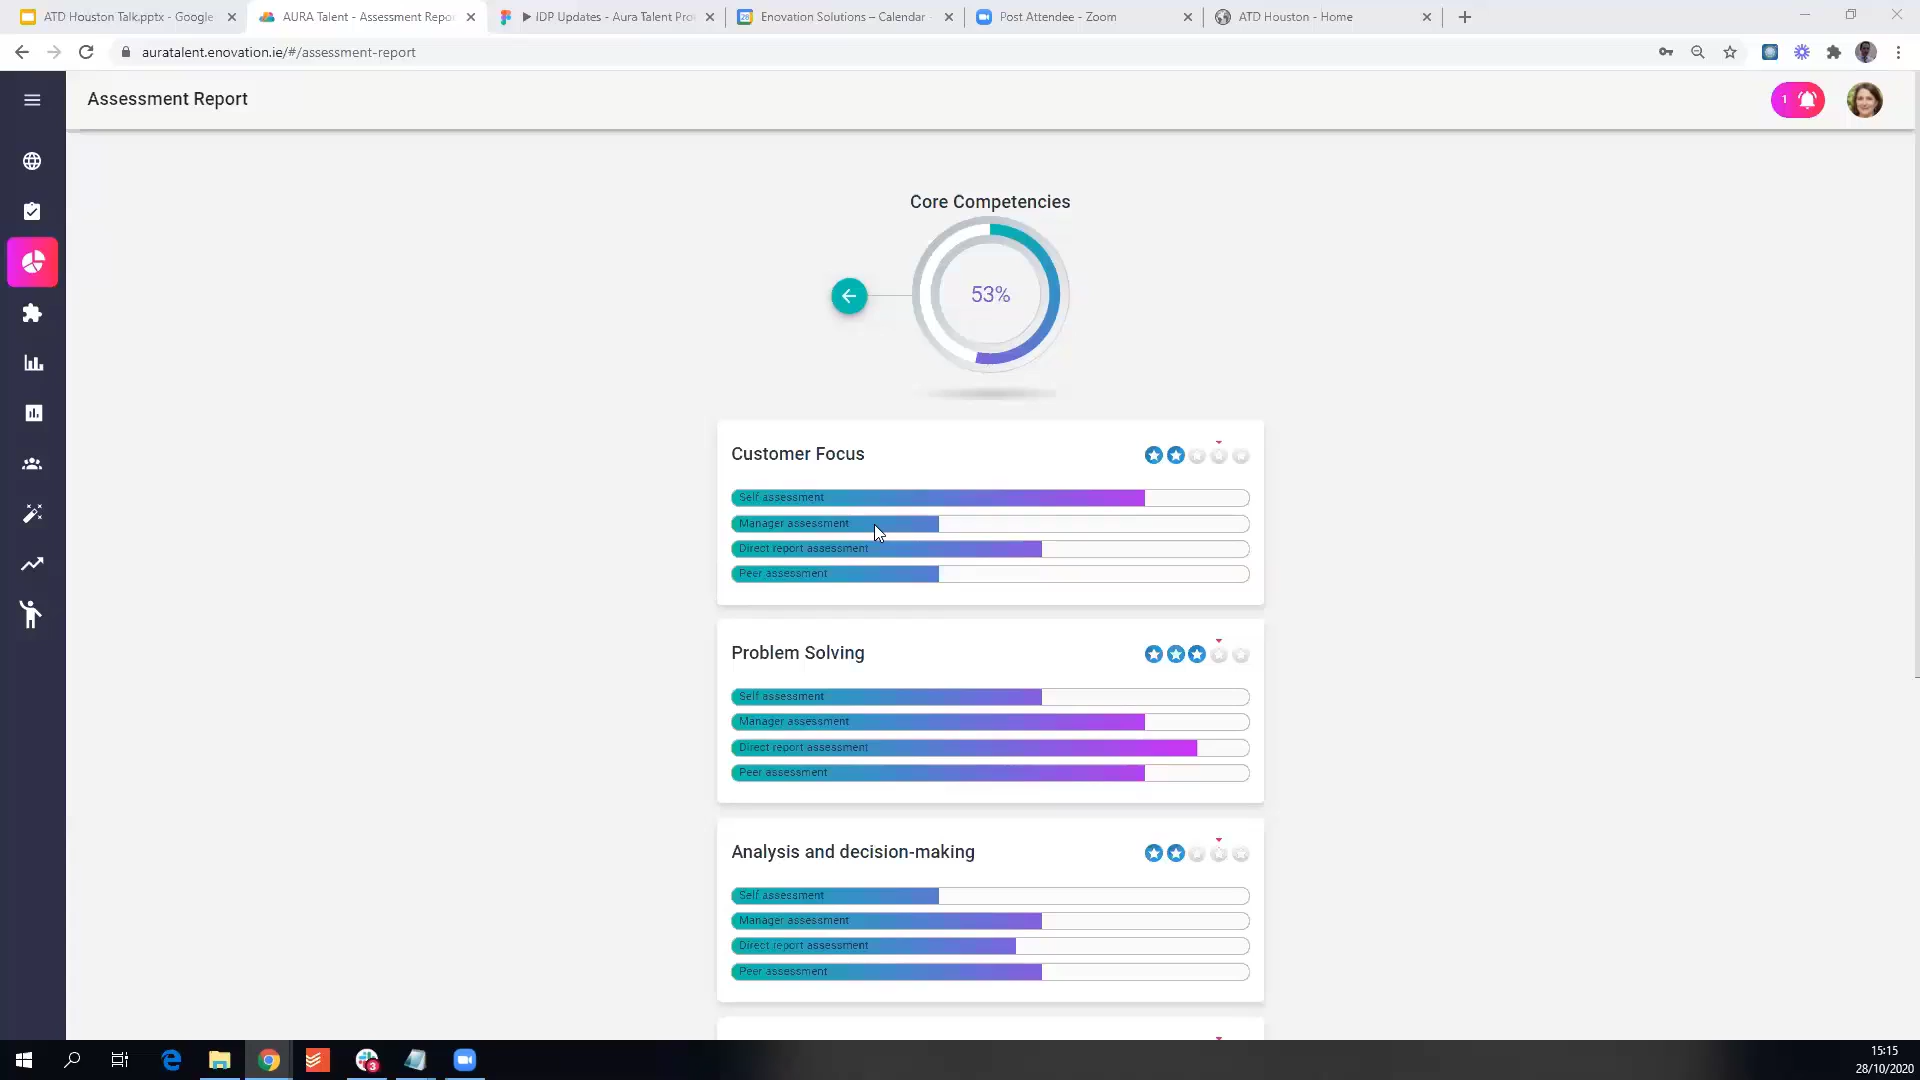 ATD Houston Talk.pptx - Google
AURA Talent - Assessment Repo
IDP Updates - Aura Talent Pro
Enovation Solutions – Calendar
Post Attendee - Zoom
ATD Houston - Home
auratalent.enovation.ie/#/assessment-report
Assessment Report
1
Core Competencies
53%
Customer Focus
Self assessment
Manager assessment
Direct report assessment
Peer assessment
Problem Solving
Self assessment
Manager assessment
Direct report assessment
Peer assessment
Analysis and decision-making
Self assessment
Manager assessment
Direct report assessment
Peer assessment
3
15:15
28/10/2020